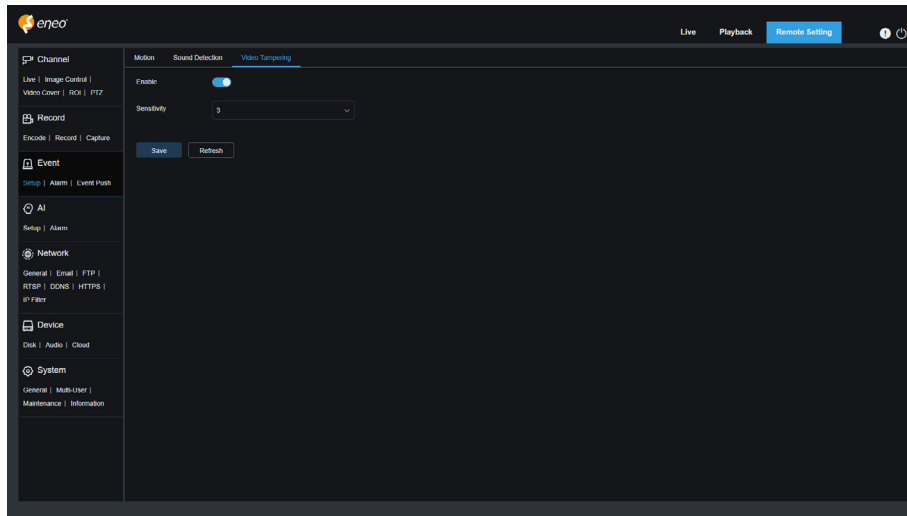 eneo
Live Playback Remote Setting
Channel
Live | Image Control |
Video Cover | ROI | PTZ
Record
Encode | Record | Capture
Event
Setup | Alarm | Event Push
AI
Setup | Alarm
Network
General | Email | FTP |
RTSP | DDNS | HTTPS |
IP Filter
Device
Disk | Audio | Cloud
System
General | Multi-User |
Maintenance | Information
Motion Sound Detection Video Tampering
Enable
Sensitivity 3
Save Refresh